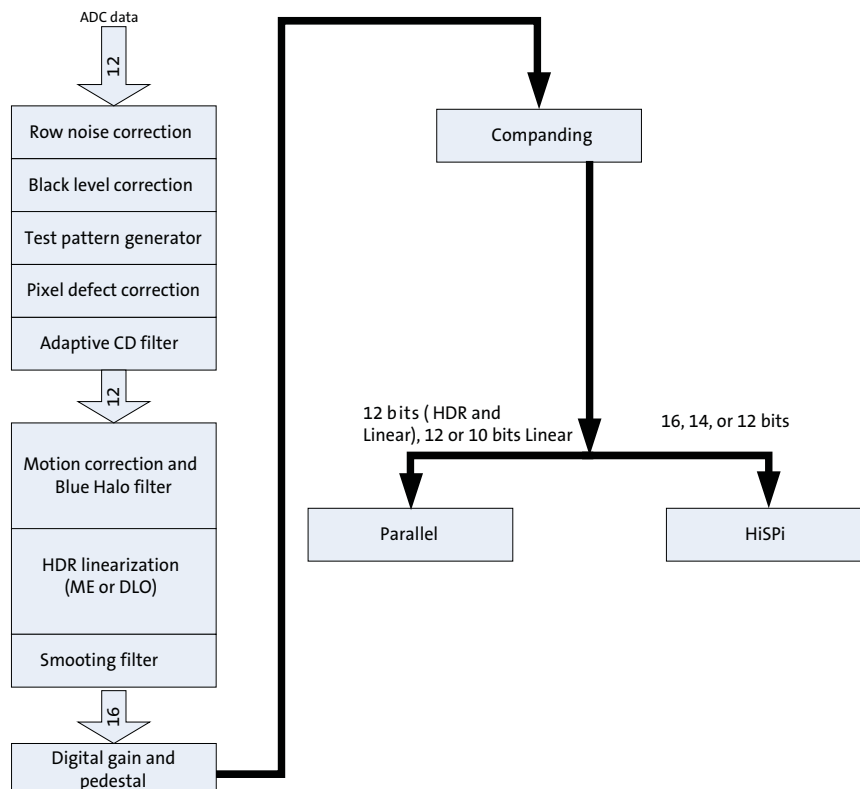 ADC data
12
Row noise correction
Black level correction
Test pattern generator
Pixel defect correction
Adaptive CD filter
12
Motion correction and
Blue Halo filter
HDR linearization
(ME or DLO)
Smooting filter
16
Digital gain and
pedestal
Companding
12 bits ( HDR and
Linear), 12 or 10 bits Linear
16, 14, or 12 bits
Parallel
HiSPi